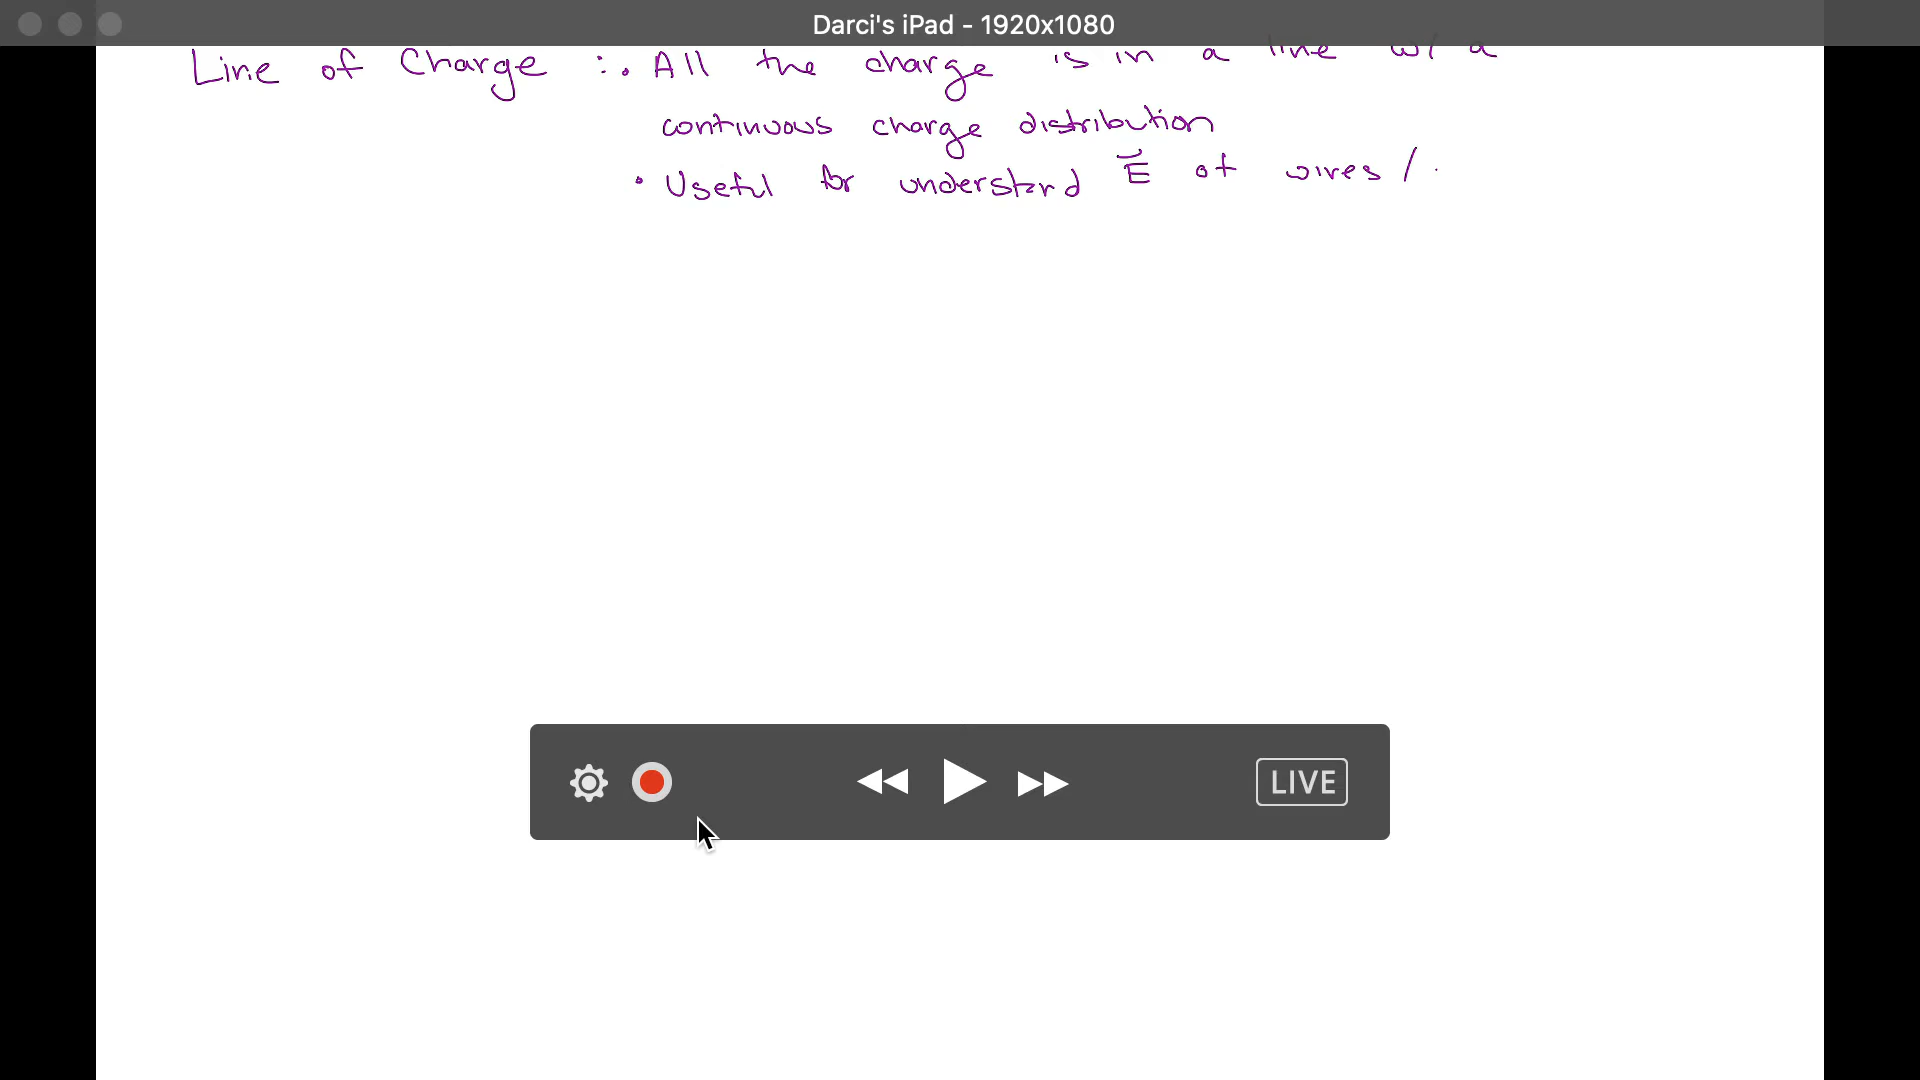 Darci's iPad - 1920x1080
Line of Charge : • All the charge is in a line w/ a
continuous charge distribution
• Useful for understand E of wires /
LIVE